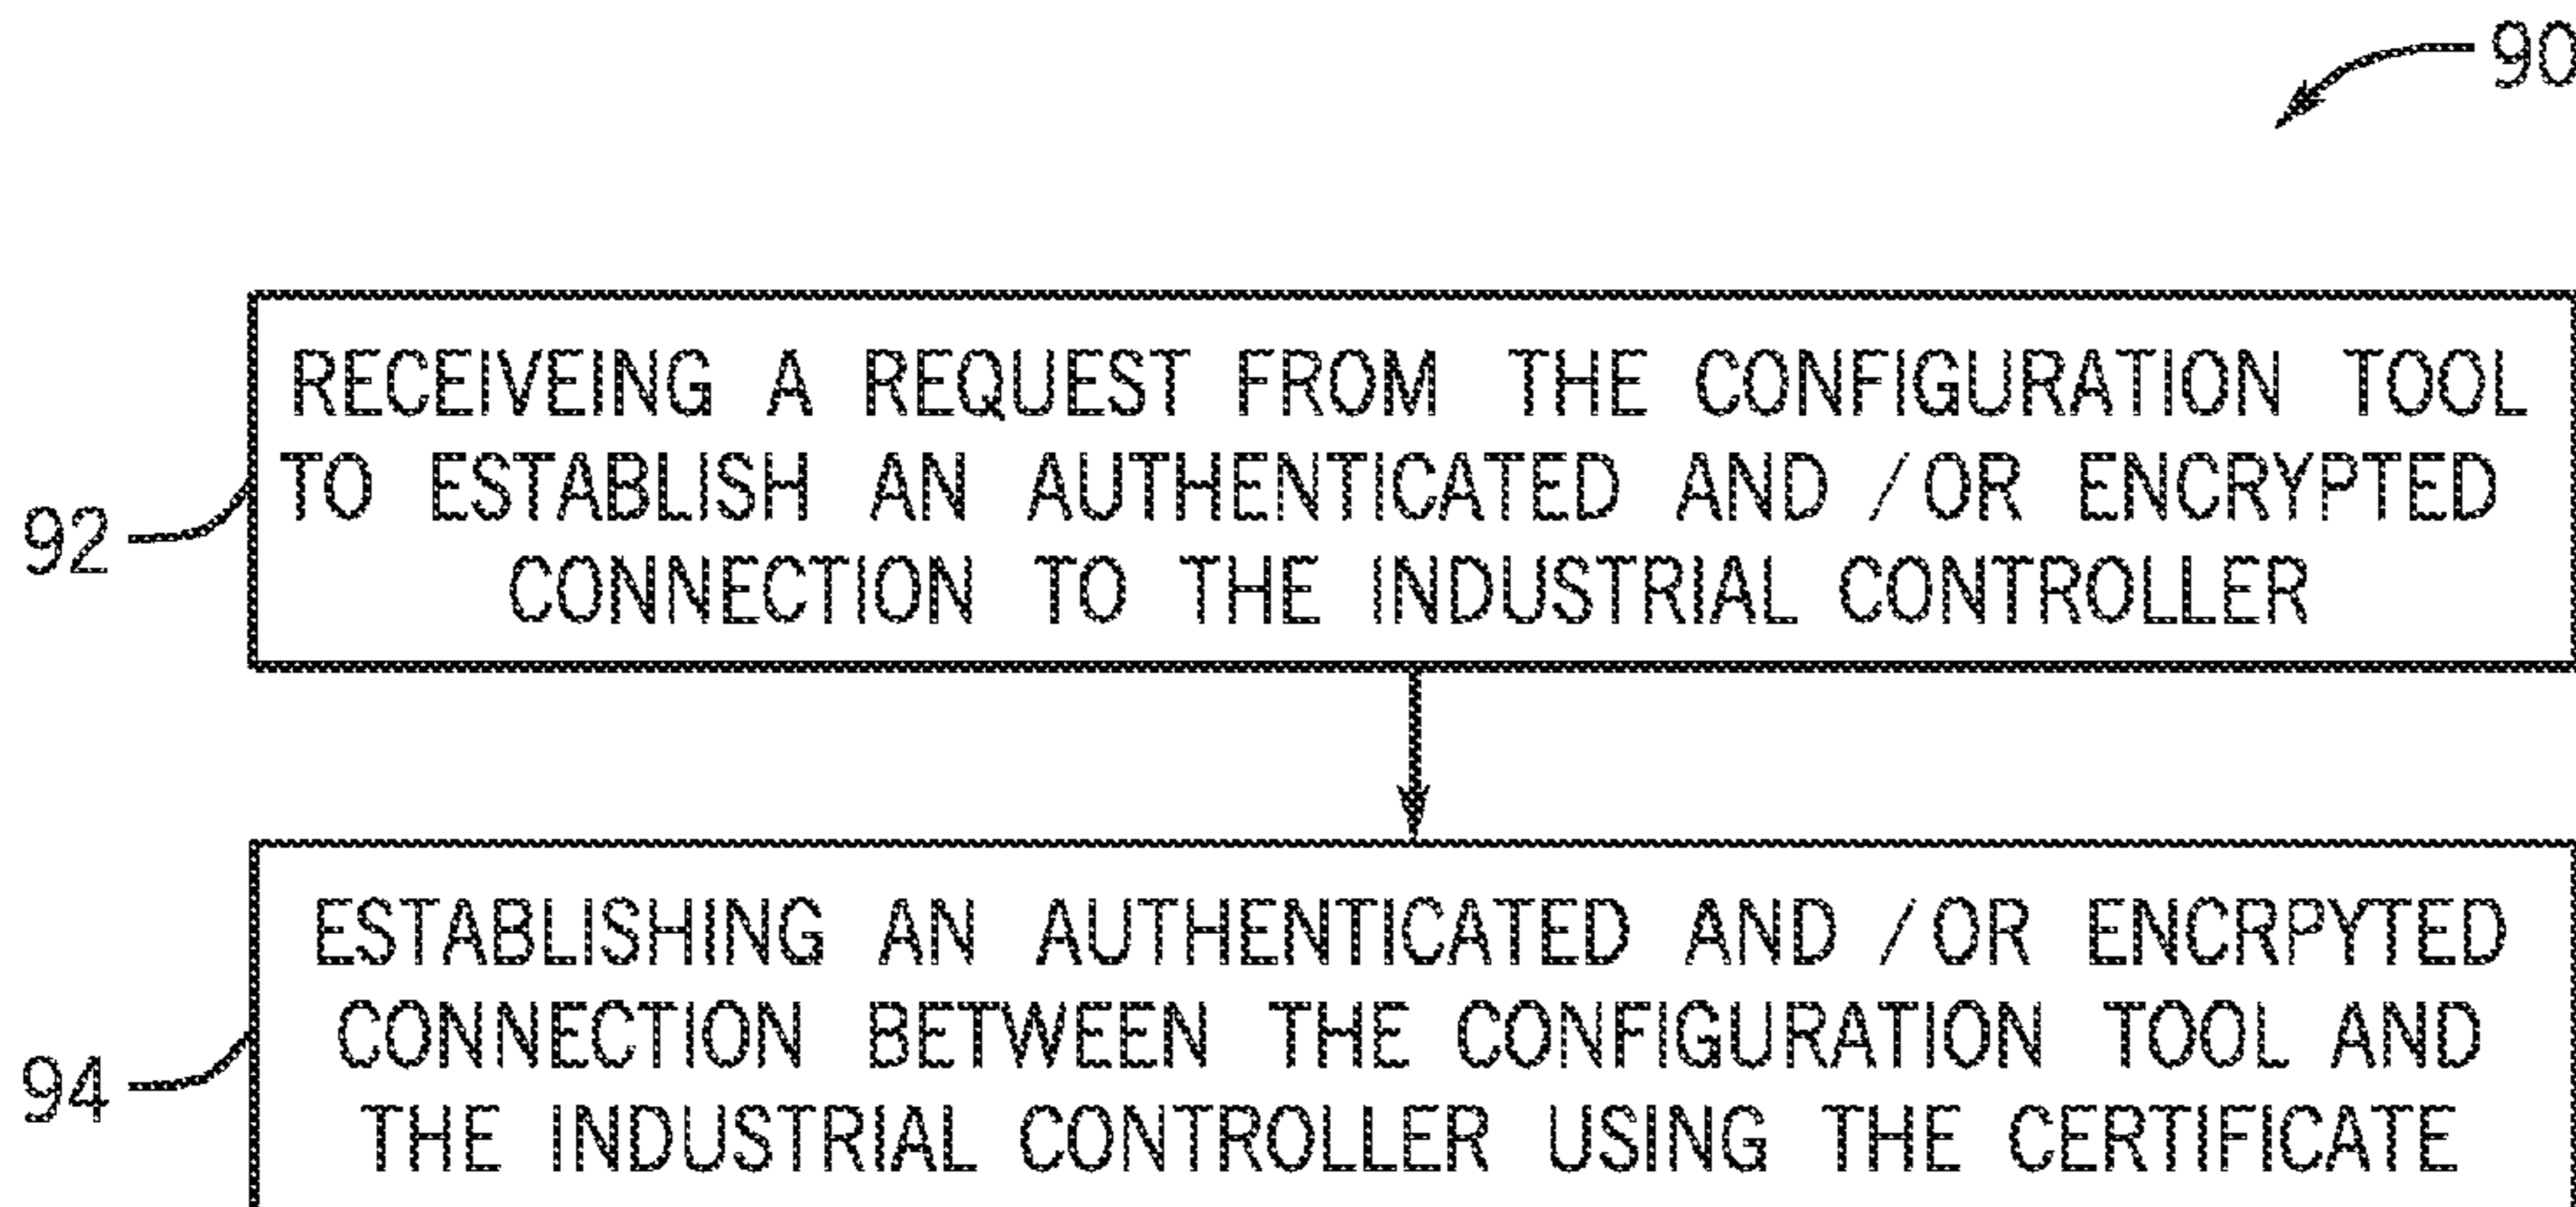 90
RECEIVEING A REQUEST FROM THE CONFIGURATION TOOL
TO ESTABLISH AN AUTHENTICATED AND /OR ENCRYPTED
CONNECTION TO THE INDUSTRIAL CONTROLLER
92
ESTABLISHING AN AUTHENTICATED AND /OR ENCRPYTED
CONNECTION BETWEEN THE CONFIGURATION TOOL AND
THE INDUSTRIAL CONTROLLER USING THE CERTIFICATE
94